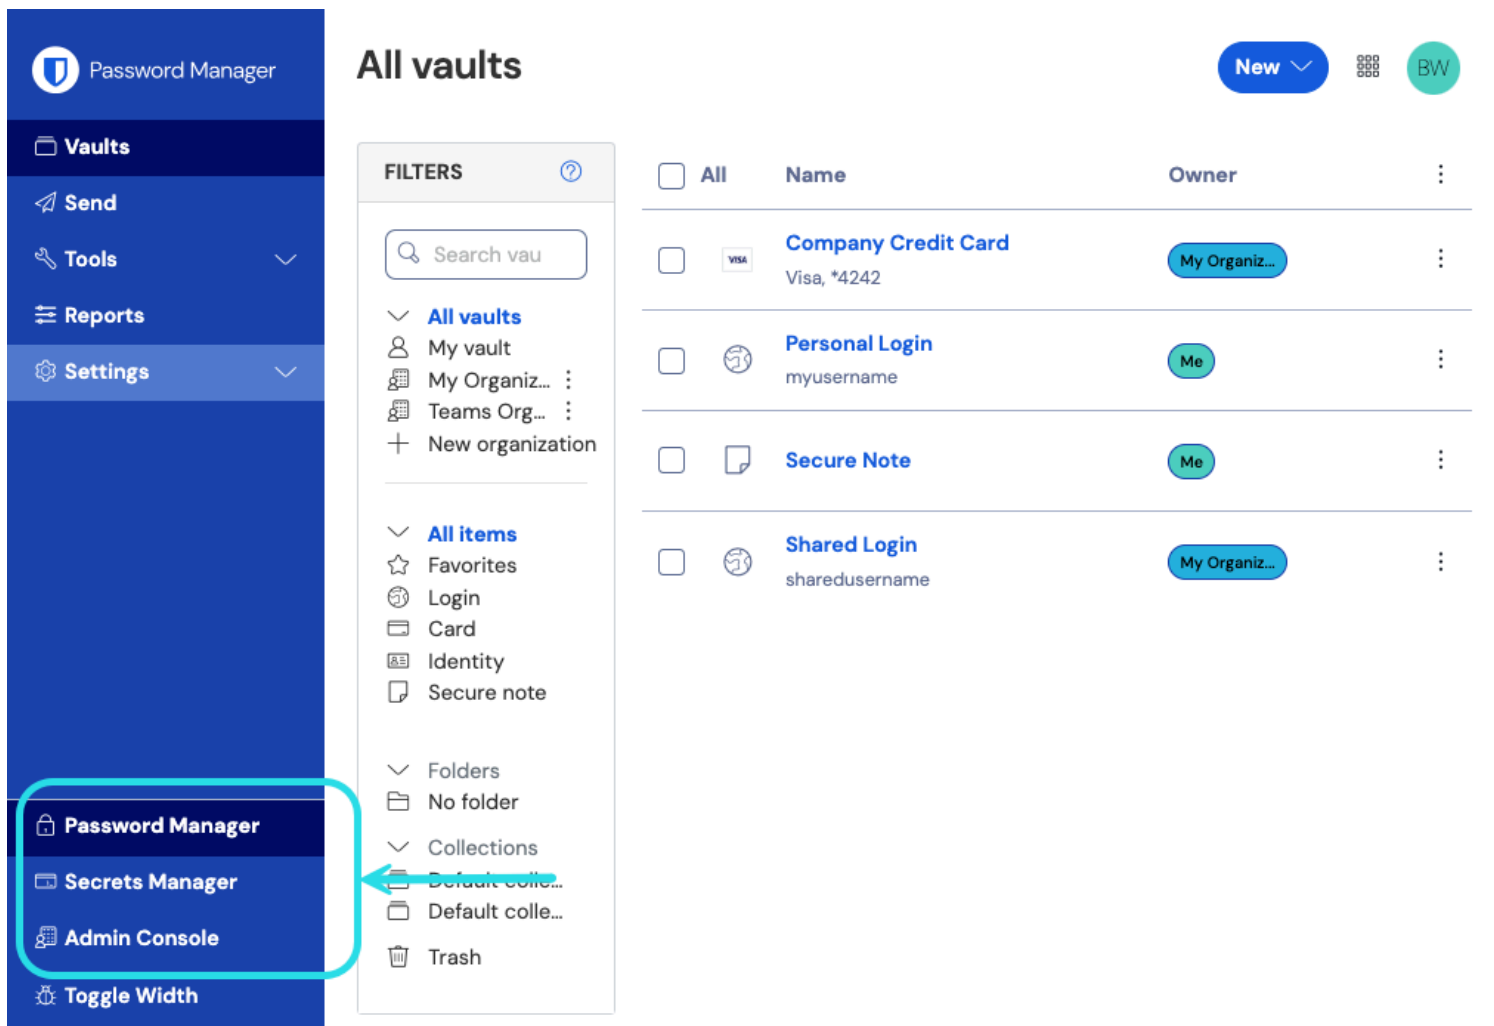 Password Manager
Vaults
Send
Tools
Reports
Settings
Password Manager
Secrets Manager
Admin Console
Toggle Width
All vaults
New
BW
FILTERS
?
Search vau
All vaults
My vault
My Organiz...
Teams Org...
New organization
All items
Favorites
Login
Card
Identity
Secure note
Folders
No folder
Collections
Default colle...
Default colle...
Trash
All Name Owner
VISA Company Credit Card My Organiz...
Visa, *4242
Personal Login Me
myusername
Secure Note Me
Shared Login My Organiz...
sharedusername